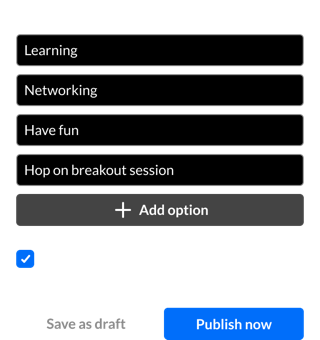 Learning
Networking
Have fun
Hop on breakout session
Add option
Save as draft
Publish now